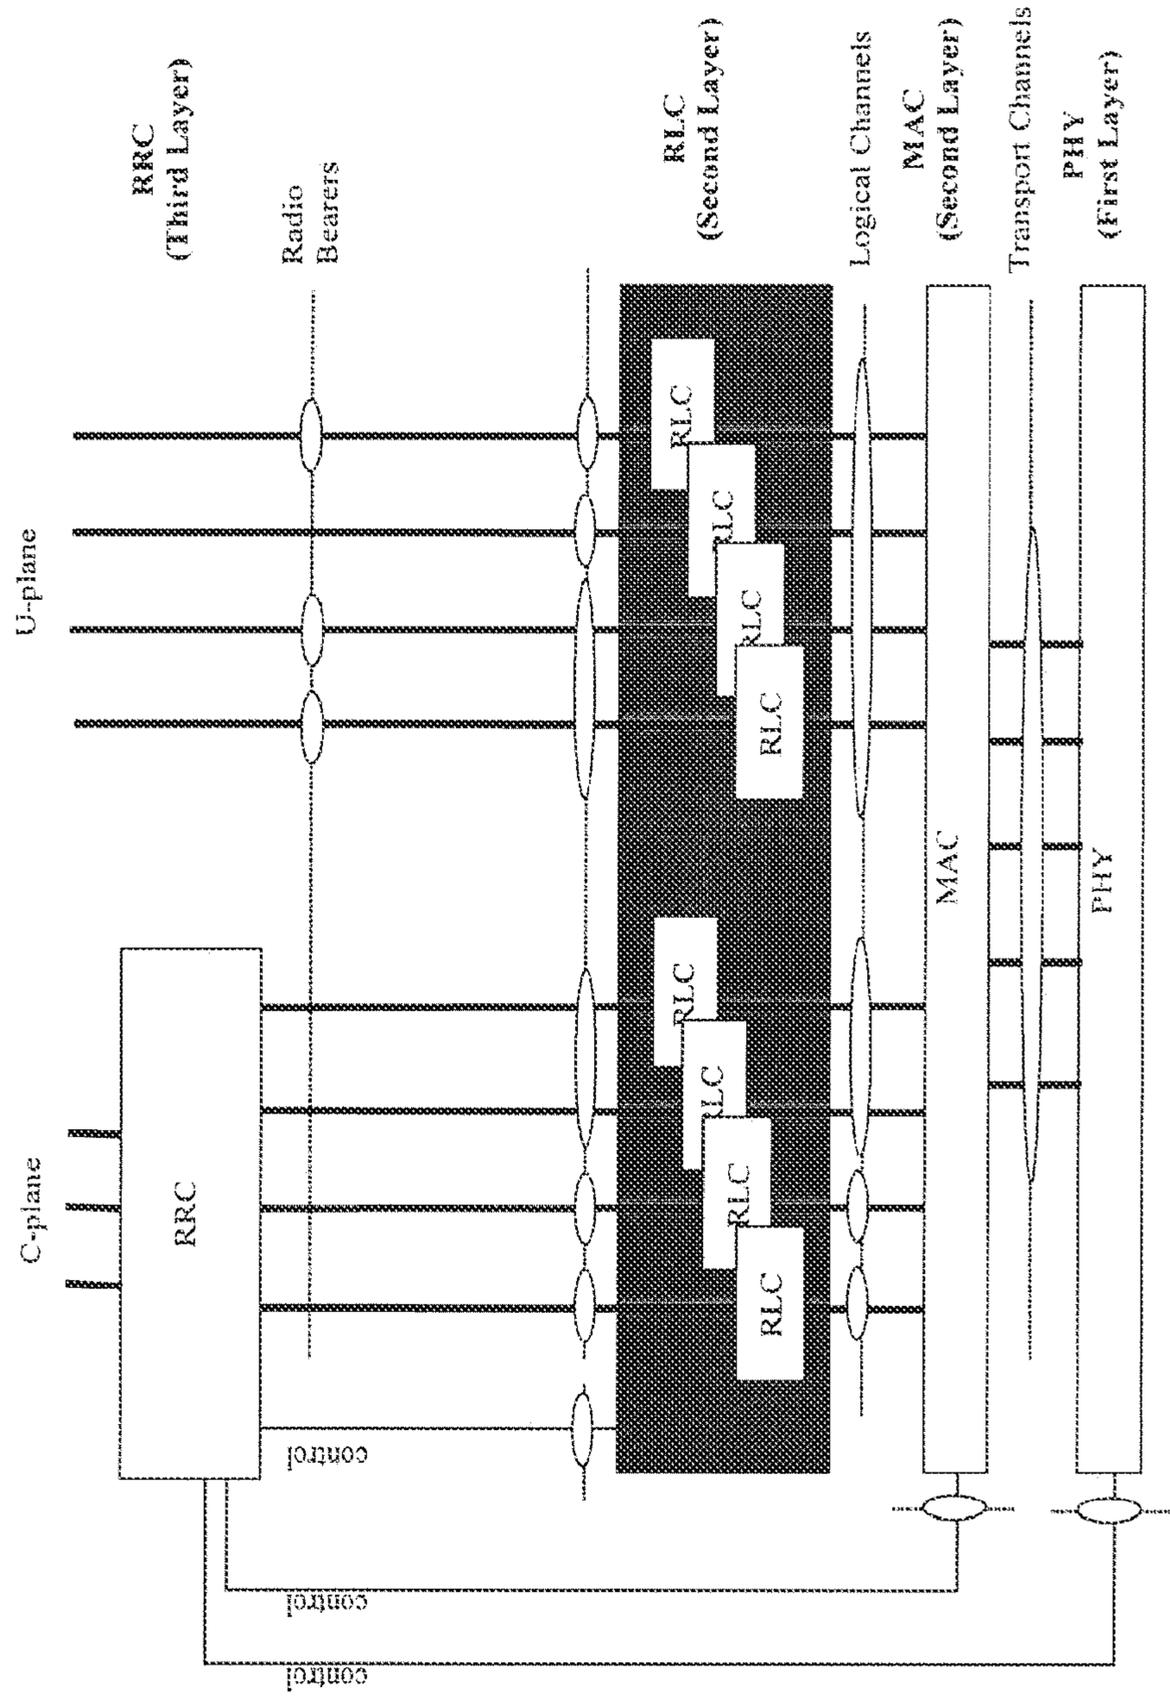 C-plane
U-plane
RRC
(Third Layer)
RRC
Radio
Bearers
control
control
control
RLC
(Second Layer)
RLC
RLC
RLC
RLC
RLC
RLC
RLC
RLC
Logical Channels
MAC
(Second Layer)
MAC
Transport Channels
PHY
(First Layer)
PHY